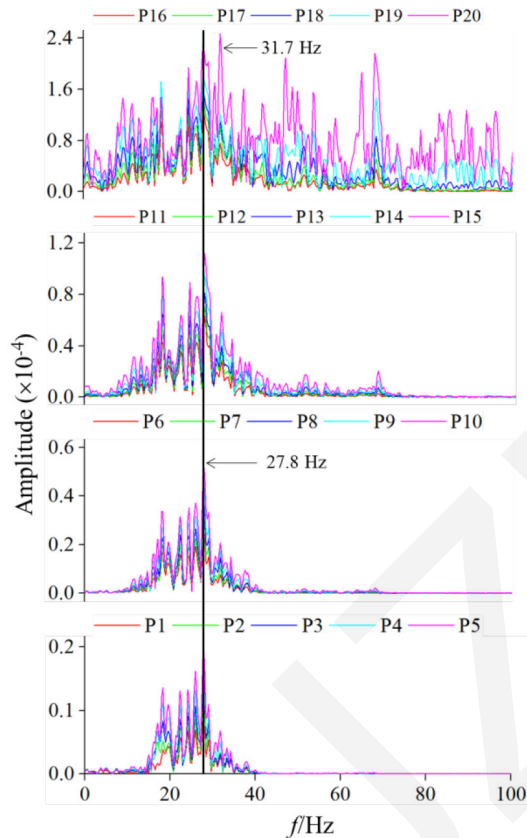 P16 P17 P18 P19 P20
2.4
31.7 Hz
1.6
0.8
0.0
P11 P12 P13 P14 P15
1.2
0.8
0.4
0.0
Amplitude (×10⁻⁴)
P6 P7 P8 P9 P10
0.6
27.8 Hz
0.4
0.2
0.0
P1 P2 P3 P4 P5
0.2
0.1
0.0
0 20 40 60 80 100
f/Hz